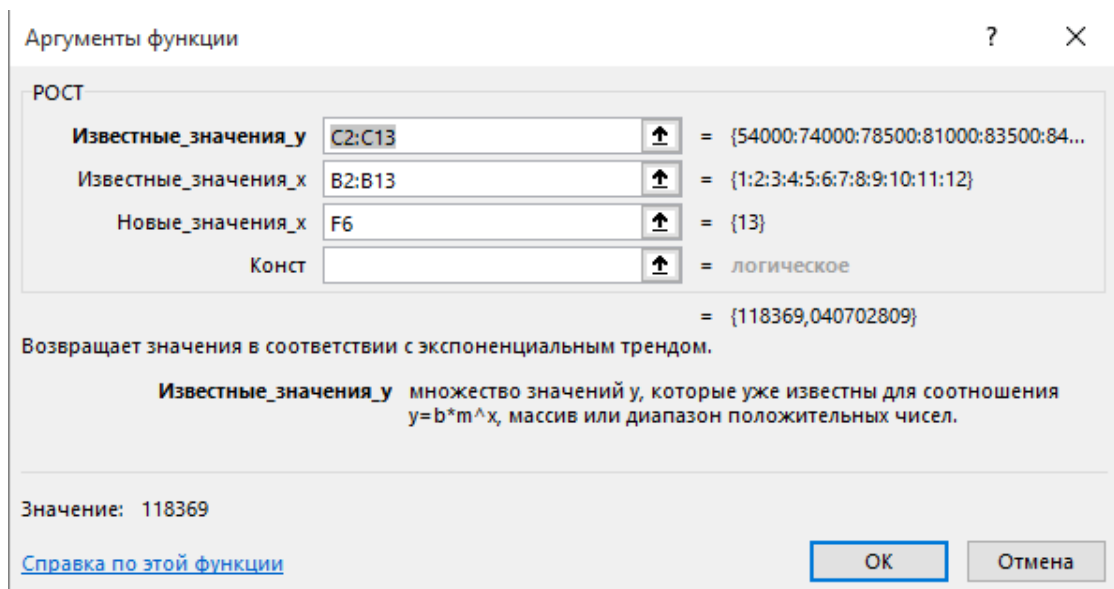 Аргументы функции ? ×
РОСТ
Известные_значения_y C2:C13 = {54000:74000:78500:81000:83500:84...
Известные_значения_x B2:B13 = {1:2:3:4:5:6:7:8:9:10:11:12}
Новые_значения_x F6 = {13}
Конст = логическое
= {118369,040702809}
Возвращает значения в соответствии с экспоненциальным трендом.
Известные_значения_y множество значений y, которые уже известны для соотношения
y=b*m^x, массив или диапазон положительных чисел.
Значение: 118369
Справка по этой функции ОК Отмена